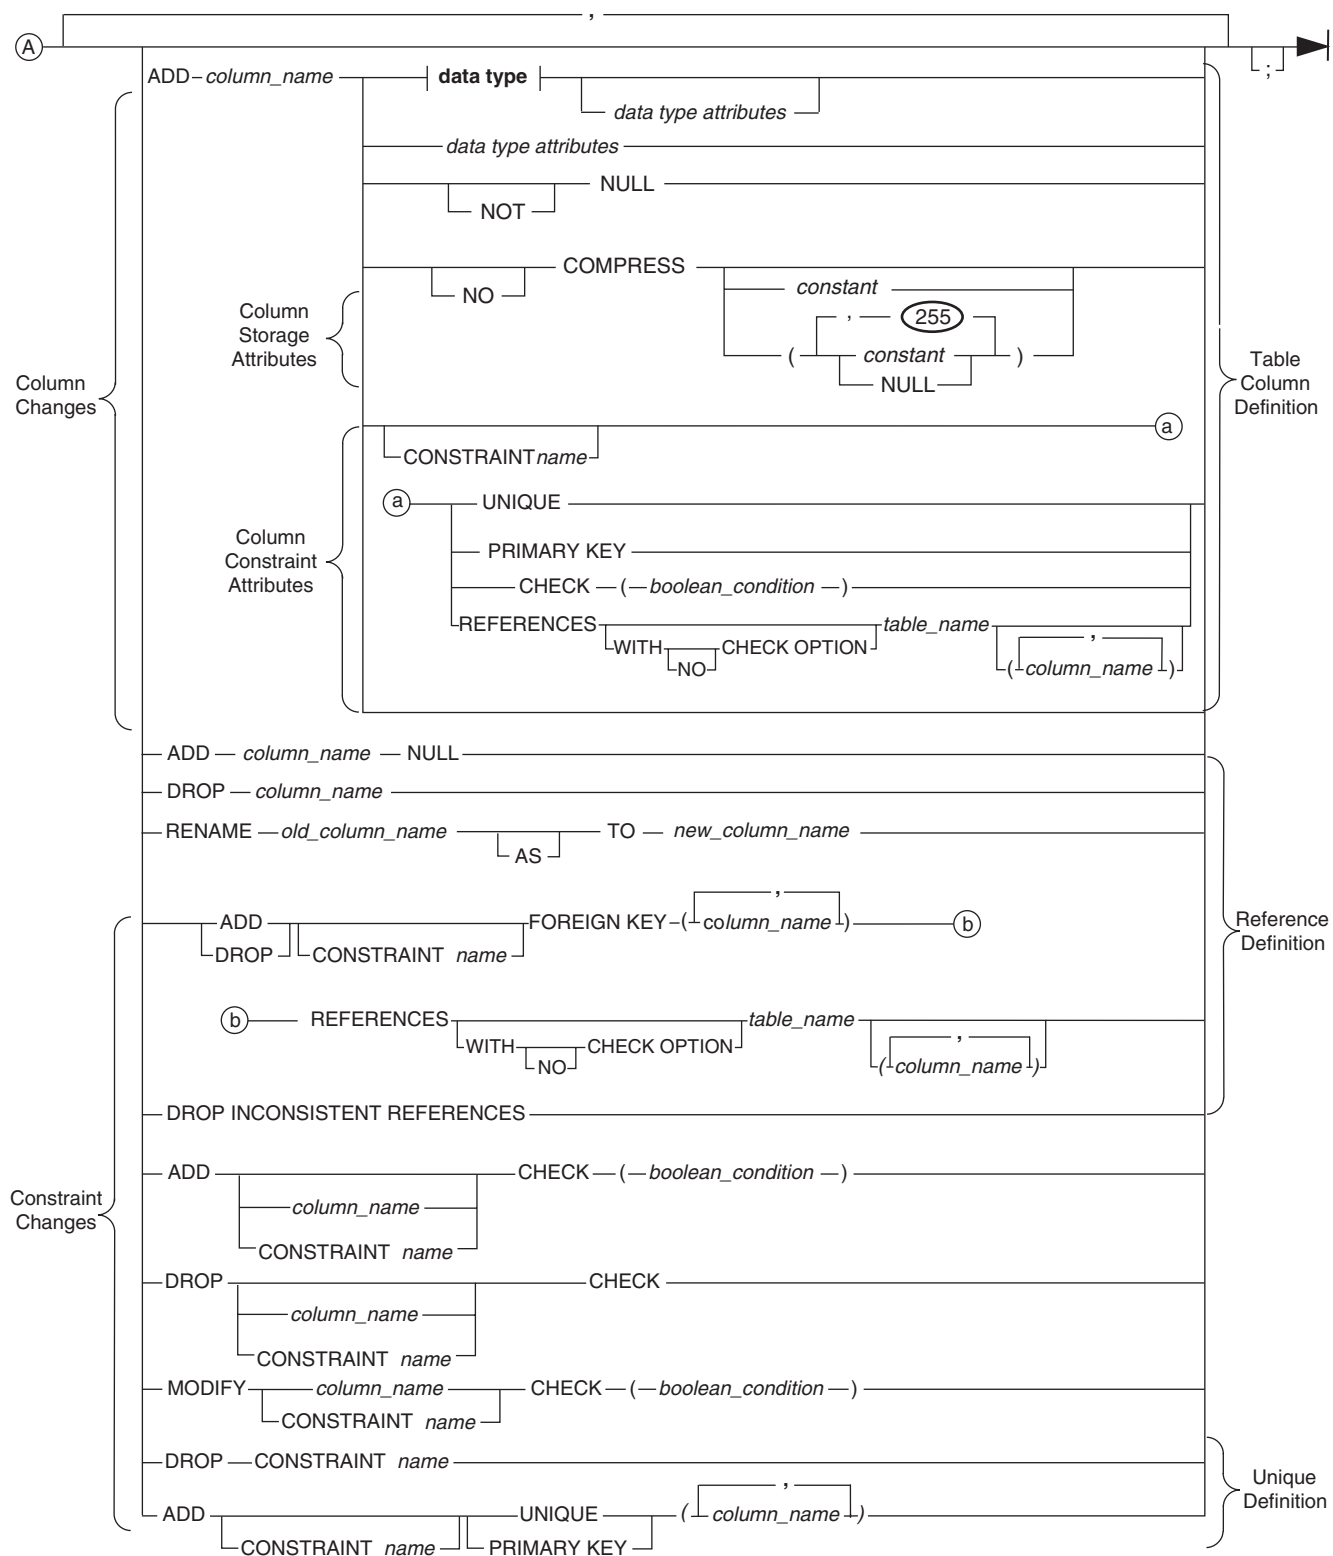 ,
A
;
ADD column_name data type
data type attributes
data type attributes
NULL
NOT
COMPRESS
NO
constant
, 255
( constant )
NULL
Column
Storage
Attributes
Column
Changes
Table
Column
Definition
a
CONSTRAINT name
a UNIQUE
PRIMARY KEY
CHECK ( boolean_condition )
REFERENCES table_name
WITH CHECK OPTION
NO
,
( column_name )
Column
Constraint
Attributes
ADD column_name NULL
DROP column_name
RENAME old_column_name TO new_column_name
AS
,
ADD FOREIGN KEY ( column_name ) b
DROP CONSTRAINT name
Reference
Definition
b REFERENCES table_name
WITH CHECK OPTION
NO
,
( column_name )
DROP INCONSISTENT REFERENCES
ADD CHECK ( boolean_condition )
column_name
CONSTRAINT name
Constraint
Changes
DROP CHECK
column_name
CONSTRAINT name
MODIFY column_name CHECK ( boolean_condition )
CONSTRAINT name
DROP CONSTRAINT name
,
ADD UNIQUE ( column_name )
CONSTRAINT name PRIMARY KEY
Unique
Definition